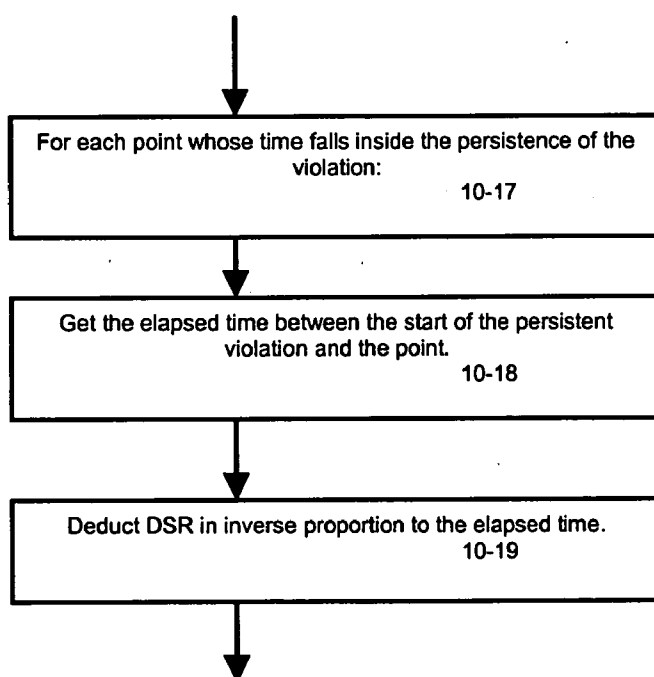 For each point whose time falls inside the persistence of the
violation:
10-17
Get the elapsed time between the start of the persistent
violation and the point.
10-18
Deduct DSR in inverse proportion to the elapsed time.
10-19